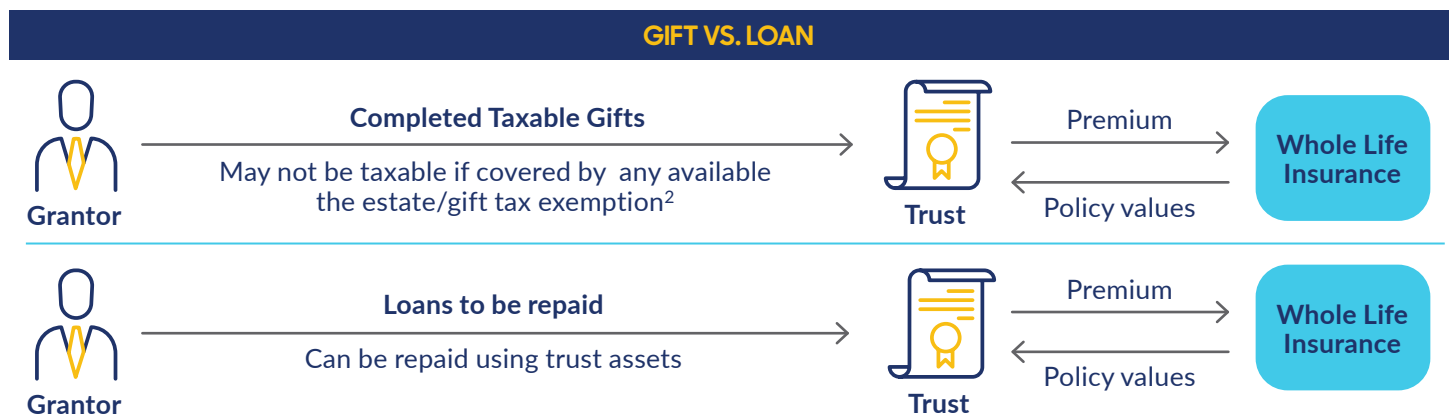 GIFT VS. LOAN
Completed Taxable Gifts
May not be taxable if covered by any available
the estate/gift tax exemption²
Grantor
Trust
Premium
Policy values
Whole Life
Insurance
Loans to be repaid
Can be repaid using trust assets
Grantor
Trust
Premium
Policy values
Whole Life
Insurance